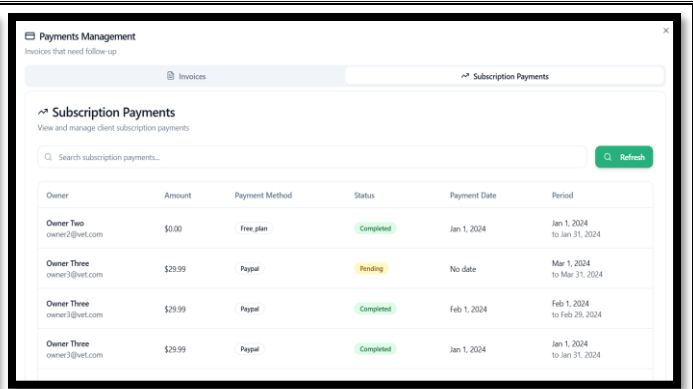 Payments Management
Invoices that need follow-up
Invoices Subscription Payments
Subscription Payments
View and manage client subscription payments
Search subscription payments... Refresh
Owner Amount Payment Method Status Payment Date Period
Owner Two Jan 1, 2024
$0.00 Free_plan Completed Jan 1, 2024
owner2@vet.com to Jan 31, 2024
Owner Three Mar 1, 2024
$29.99 Paypal Pending No date
owner3@vet.com to Mar 31, 2024
Owner Three Feb 1, 2024
$29.99 Paypal Completed Feb 1, 2024
owner3@vet.com to Feb 29, 2024
Owner Three Jan 1, 2024
$29.99 Paypal Completed Jan 1, 2024
owner3@vet.com to Jan 31, 2024